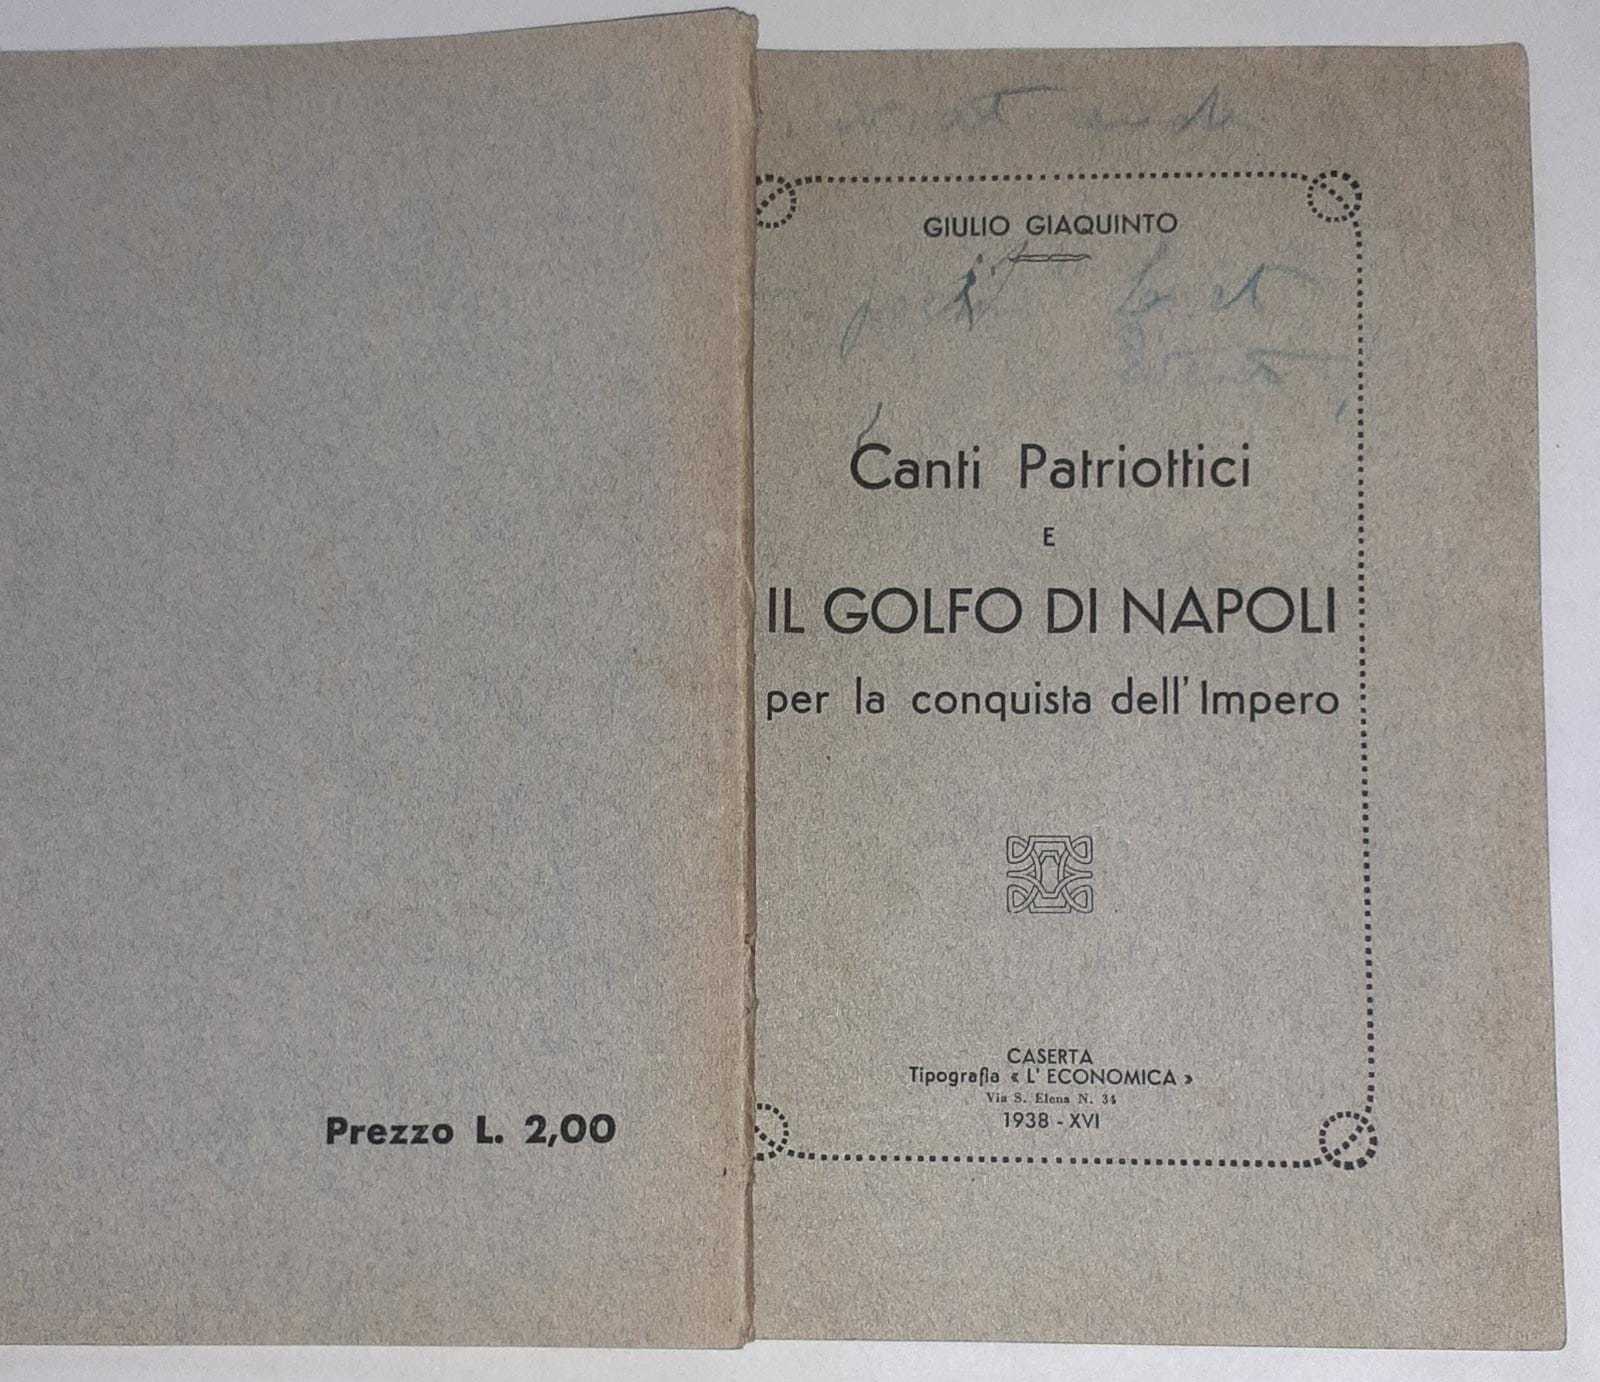 GIULIO GIAQUINTO
Canti Patriottici
E
IL GOLFO DI NAPOLI
per la conquista dell'Impero
CASERTA
Tipografia « L'ECONOMICA »
Via S. Elena N. 34
1938 - XVI
Prezzo L. 2,00